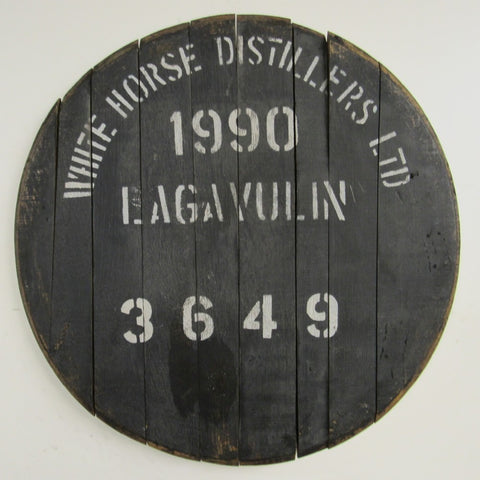 WHITE HORSE DISTILLERS LTD
1990
LAGAVULIN
3649